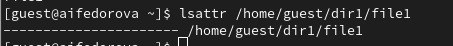 [guest@aifedorova ~]$ lsattr /home/guest/dir1/file1
---------------------- /home/guest/dir1/file1